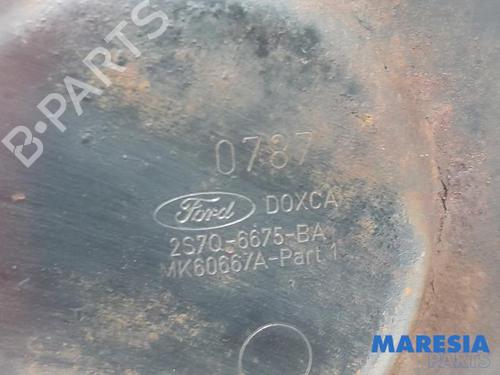 B-PARTS
0787
Ford DOXCA
2S7Q-6675-BA
MK60667A-Part 1
MARESIA
PARTS